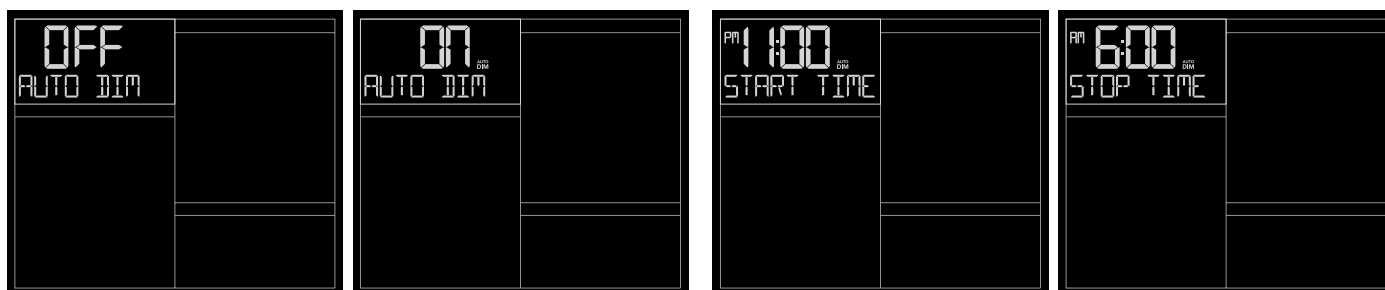 OFF
AUTO DIM
ON
AUTO
DIM
AUTO DIM
PM 11:00
AUTO
DIM
START TIME
AM 6:00
AUTO
DIM
STOP TIME